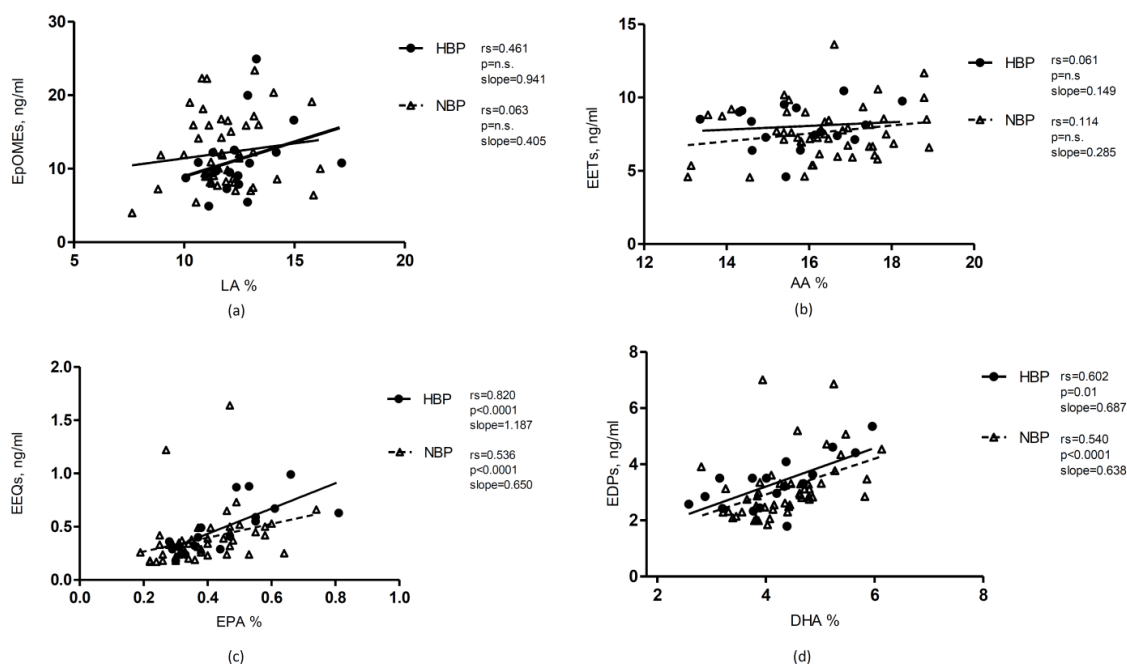 30
20
10
0
EpOMEs, ng/ml
5
10
15
20
LA %
HBP
rs=0.461
p=n.s.
slope=0.941
NBP
rs=0.063
p=n.s.
slope=0.405
(a)
15
10
5
0
EETs, ng/ml
12
14
16
18
20
AA %
HBP
rs=0.061
p=n.s
slope=0.149
NBP
rs=0.114
p=n.s.
slope=0.285
(b)
2.0
1.5
1.0
0.5
0.0
EEQs, ng/ml
0.0
0.2
0.4
0.6
0.8
1.0
EPA %
HBP
rs=0.820
p<0.0001
slope=1.187
NBP
rs=0.536
p<0.0001
slope=0.650
(c)
8
6
4
2
0
EDPs, ng/ml
2
4
6
8
DHA %
HBP
rs=0.602
p=0.01
slope=0.687
NBP
rs=0.540
p<0.0001
slope=0.638
(d)